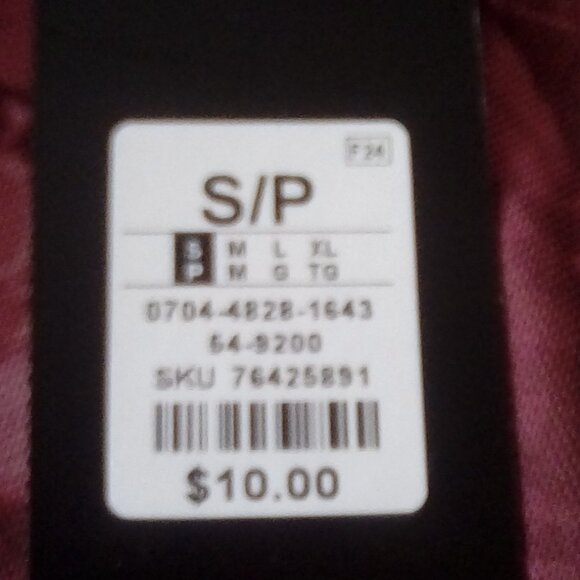 F24
S/P
S M L XL
P M G TG
0704-4828-1643
54-9200
SKU 76425891
$10.00